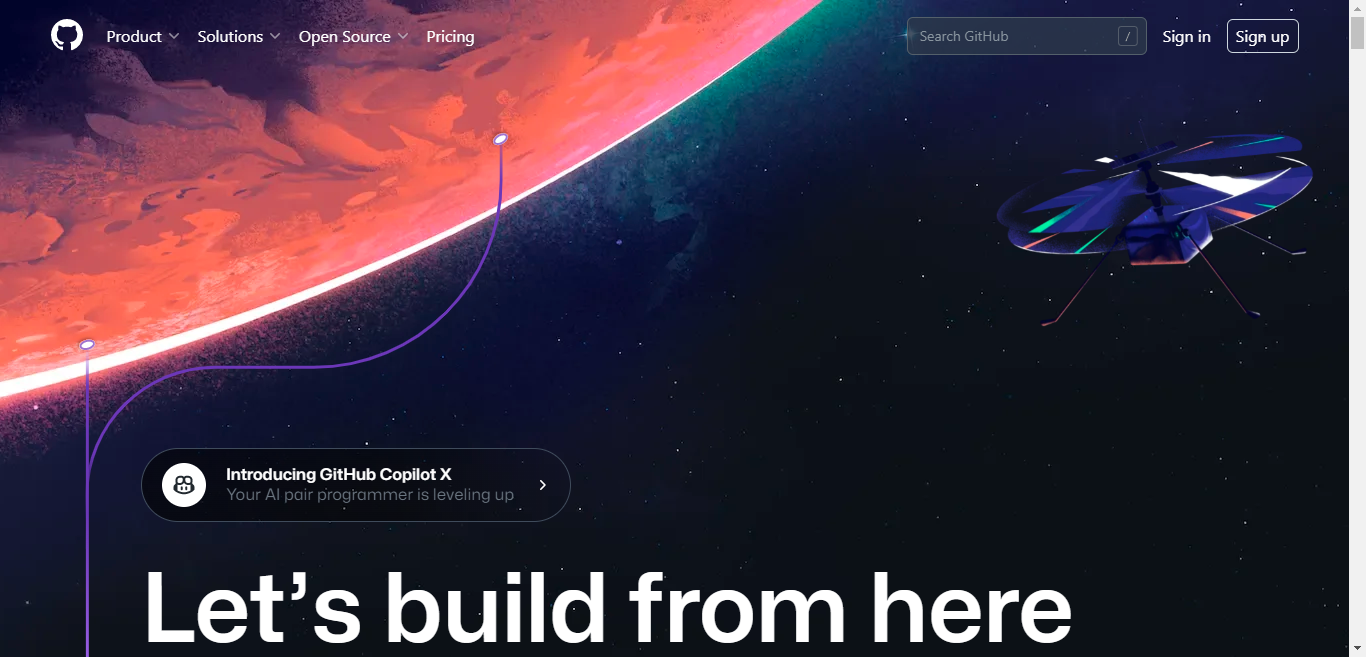 Product Solutions Open Source Pricing Search GitHub / Sign in Sign up
Introducing GitHub Copilot X
Your AI pair programmer is leveling up
Let’s build from here